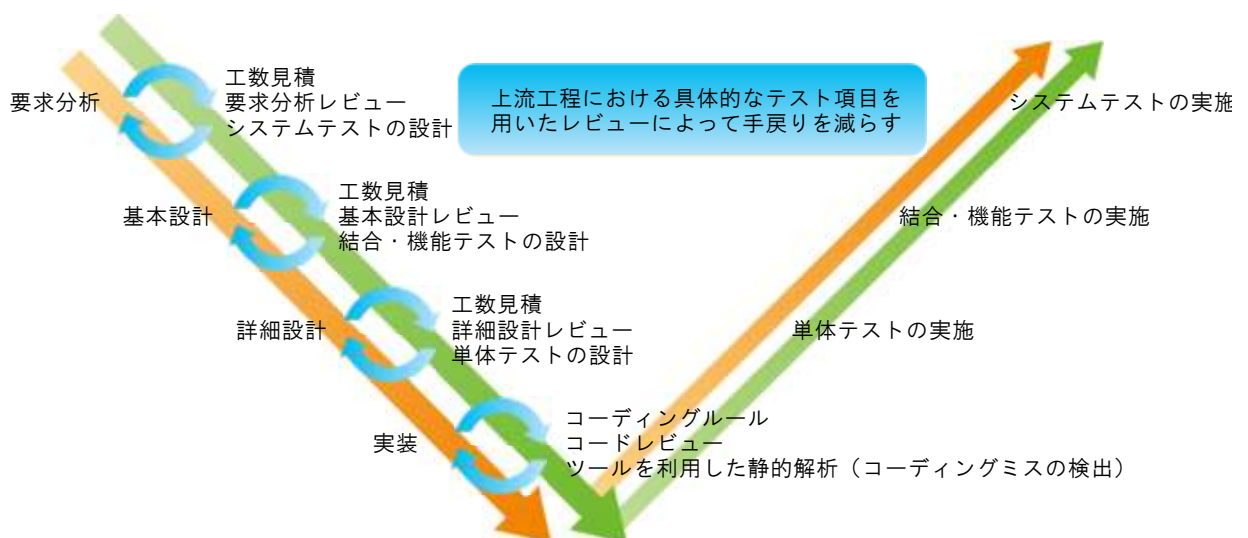 要求分析
工数見積
要求分析レビュー
システムテストの設計
上流工程における具体的なテスト項目を
用いたレビューによって手戻りを減らす
システムテストの実施
基本設計
工数見積
基本設計レビュー
結合・機能テストの設計
結合・機能テストの実施
詳細設計
工数見積
詳細設計レビュー
単体テストの設計
単体テストの実施
実装
コーディングルール
コードレビュー
ツールを利用した静的解析（コーディングミスの検出）